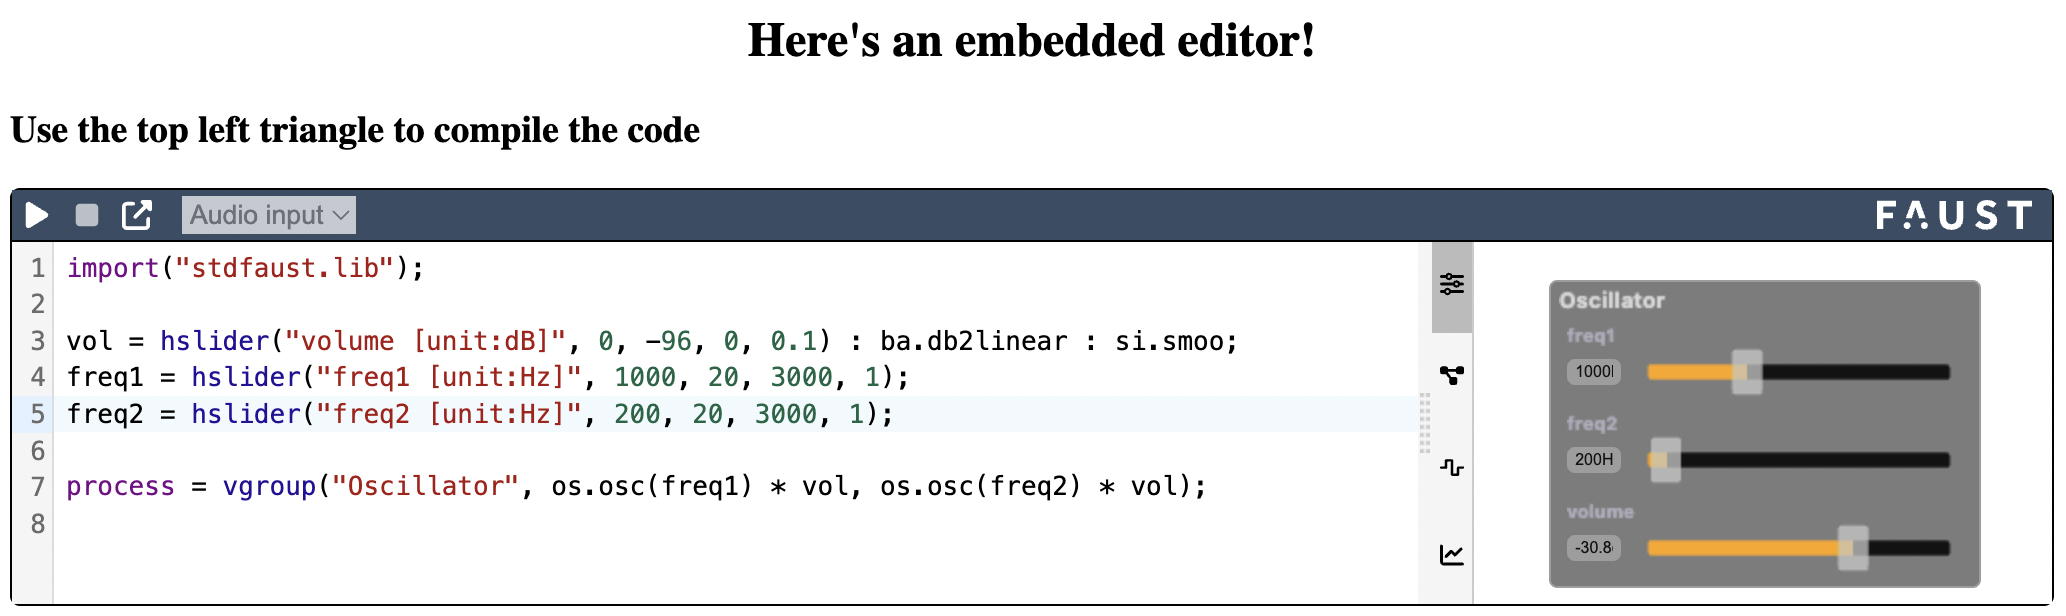 Here's an embedded editor!
Use the top left triangle to compile the code
Audio input
FAUST
1 import("stdfaust.lib");
2
3 vol = hslider("volume [unit:dB]", 0, -96, 0, 0.1) : ba.db2linear : si.smoo;
4 freq1 = hslider("freq1 [unit:Hz]", 1000, 20, 3000, 1);
5 freq2 = hslider("freq2 [unit:Hz]", 200, 20, 3000, 1);
6
7 process = vgroup("Oscillator", os.osc(freq1) * vol, os.osc(freq2) * vol);
8
Oscillator
freq1
1000
freq2
200H
volume
-30.8